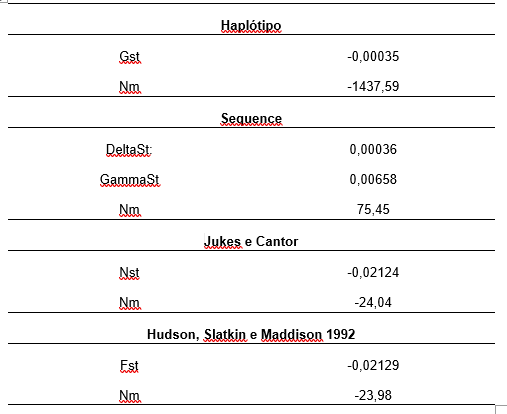 Haplótipo
Gst -0,00035
Nm -1437,59
Sequence
DeltaSt: 0,00036
GammaSt 0,00658
Nm 75,45
Jukes e Cantor
Nst -0,02124
Nm -24,04
Hudson, Slatkin e Maddison 1992
Fst -0,02129
Nm -23,98